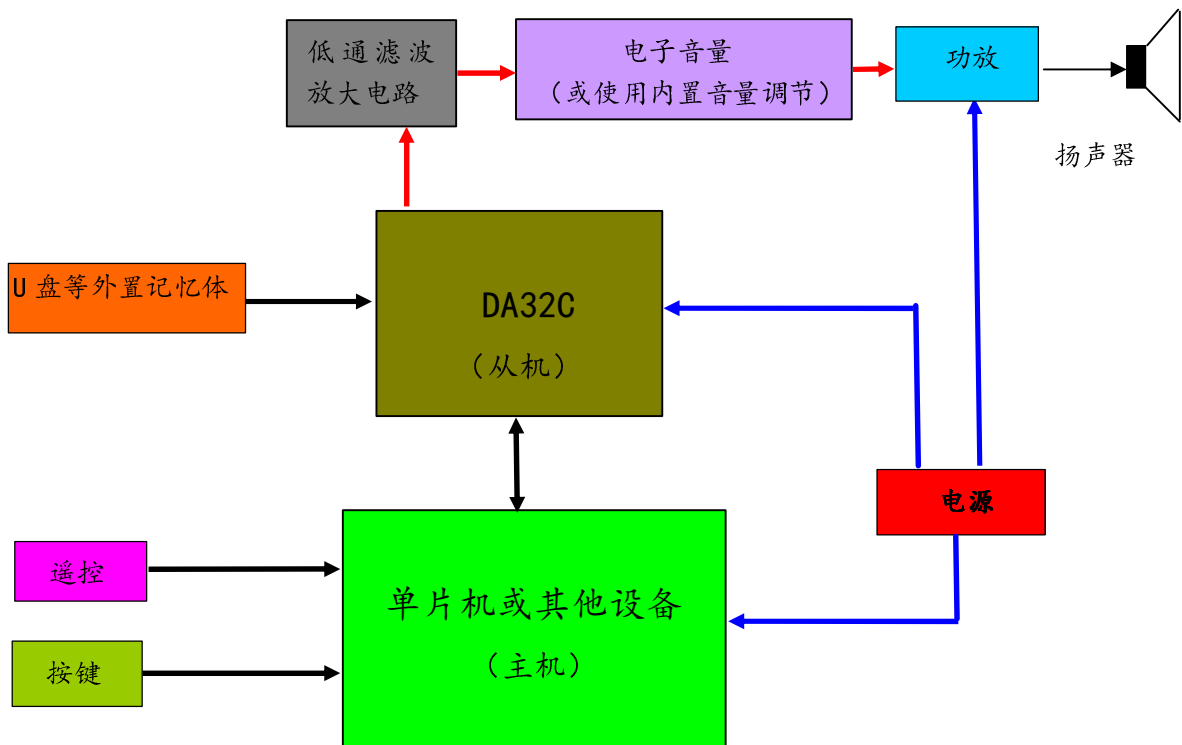 低通滤波
放大电路
电子音量
（或使用内置音量调节）
功放
扬声器
U盘等外置记忆体
DA32C
（从机）
电源
遥控
单片机或其他设备
（主机）
按键